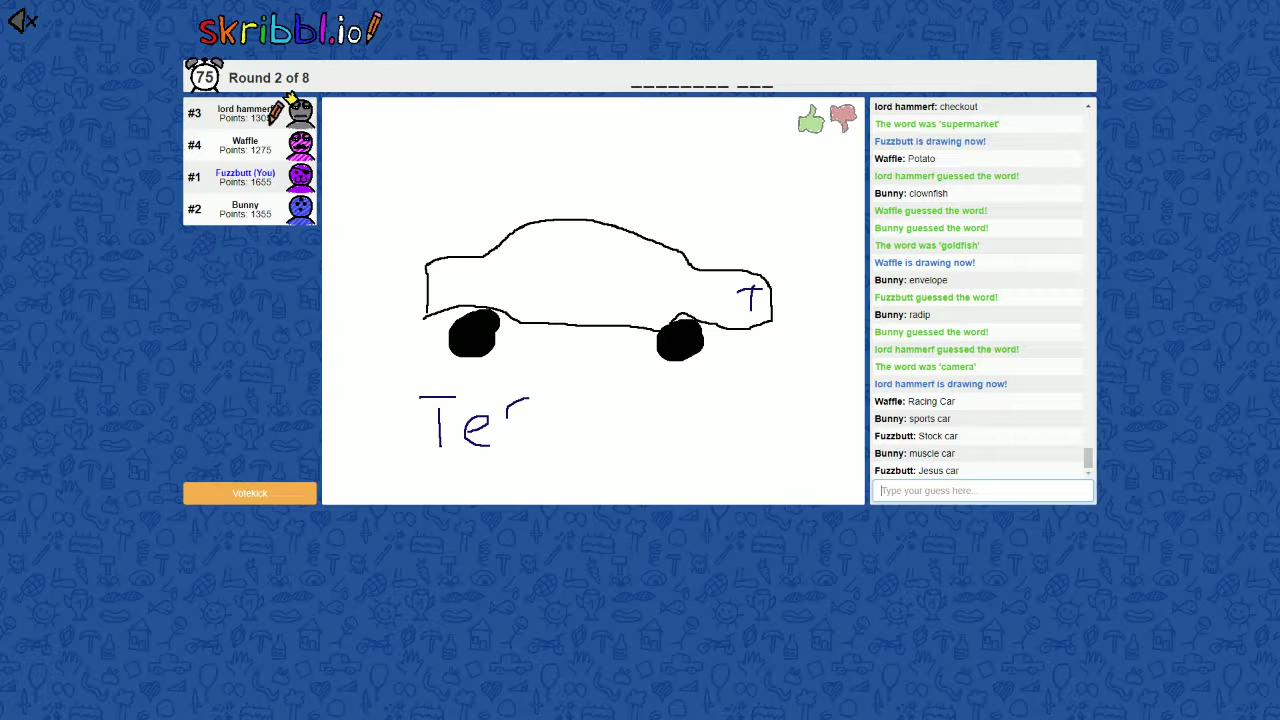 skribbl.io
75 Round 2 of 8
________ ___
#3 lord hammerf
Points: 130
#4 Waffle
Points: 1275
#1 Fuzzbutt (You)
Points: 1655
#2 Bunny
Points: 1355
Votekick
T
Ter
lord hammerf: checkout
The word was 'supermarket'
Fuzzbutt is drawing now!
Waffle: Potato
lord hammerf guessed the word!
Bunny: clownfish
Waffle guessed the word!
Bunny guessed the word!
The word was 'goldfish'
Waffle is drawing now!
Bunny: envelope
Fuzzbutt guessed the word!
Bunny: radip
Bunny guessed the word!
lord hammerf guessed the word!
The word was 'camera'
lord hammerf is drawing now!
Waffle: Racing Car
Bunny: sports car
Fuzzbutt: Stock car
Bunny: muscle car
Fuzzbutt: Jesus car
Type your guess here...